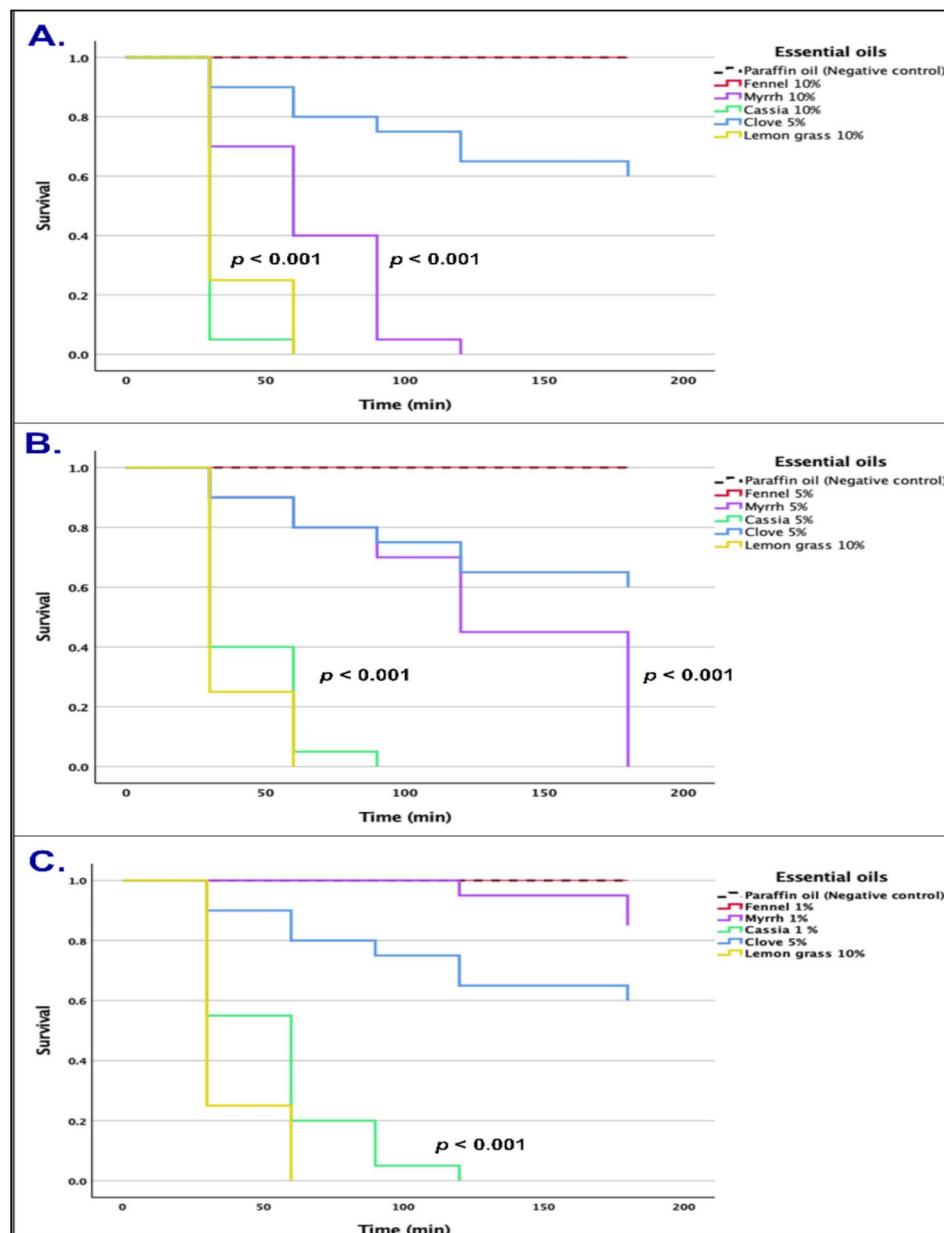 A.
Essential oils
Paraffin oil (Negative control)
Fennel 10%
Myrrh 10%
Cassia 10%
Clove 5%
Lemon grass 10%
1.0
0.8
0.6
0.4
0.2
0.0
Survival
p < 0.001
p < 0.001
0 50 100 150 200
Time (min)
B.
Essential oils
Paraffin oil (Negative control)
Fennel 5%
Myrrh 5%
Cassia 5%
Clove 5%
Lemon grass 10%
1.0
0.8
0.6
0.4
0.2
0.0
Survival
p < 0.001
p < 0.001
0 50 100 150 200
Time (min)
C.
Essential oils
Paraffin oil (Negative control)
Fennel 1%
Myrrh 1%
Cassia 1 %
Clove 5%
Lemon grass 10%
1.0
0.8
0.6
0.4
0.2
0.0
Survival
p < 0.001
0 50 100 150 200
Time (min)